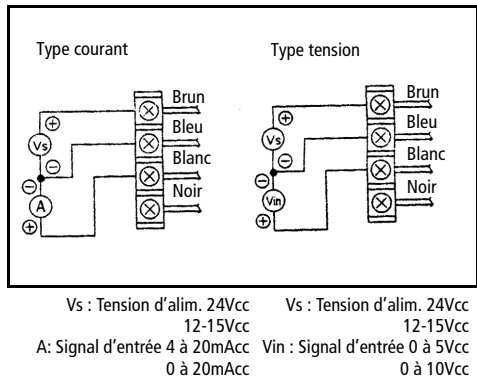 Type courant
Type tension
Brun
Bleu
Blanc
Noir
⊕
Vs
⊖
⊖
A
⊕
Brun
Bleu
Blanc
Noir
⊕
Vs
⊖
⊖
Vin
⊕
Vs : Tension d'alim. 24Vcc
12-15Vcc
A: Signal d'entrée 4 à 20mAcc
0 à 20mAcc
Vs : Tension d'alim. 24Vcc
12-15Vcc
Vin : Signal d'entrée 0 à 5Vcc
0 à 10Vcc